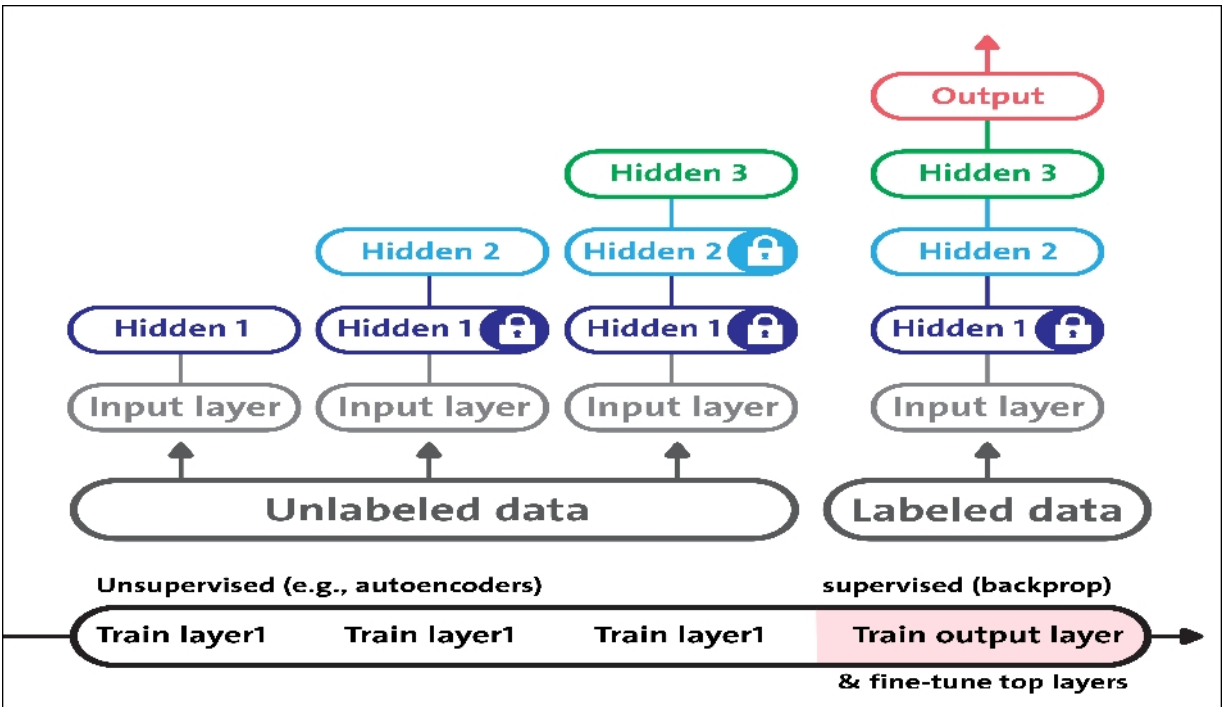 Output
Hidden 3
Hidden 3
Hidden 2
Hidden 2
Hidden 2
Hidden 1
Hidden 1
Hidden 1
Hidden 1
Input layer
Input layer
Input layer
Input layer
Unlabeled data
Labeled data
Unsupervised (e.g., autoencoders)
supervised (backprop)
Train layer1
Train layer1
Train layer1
Train output layer
& fine-tune top layers